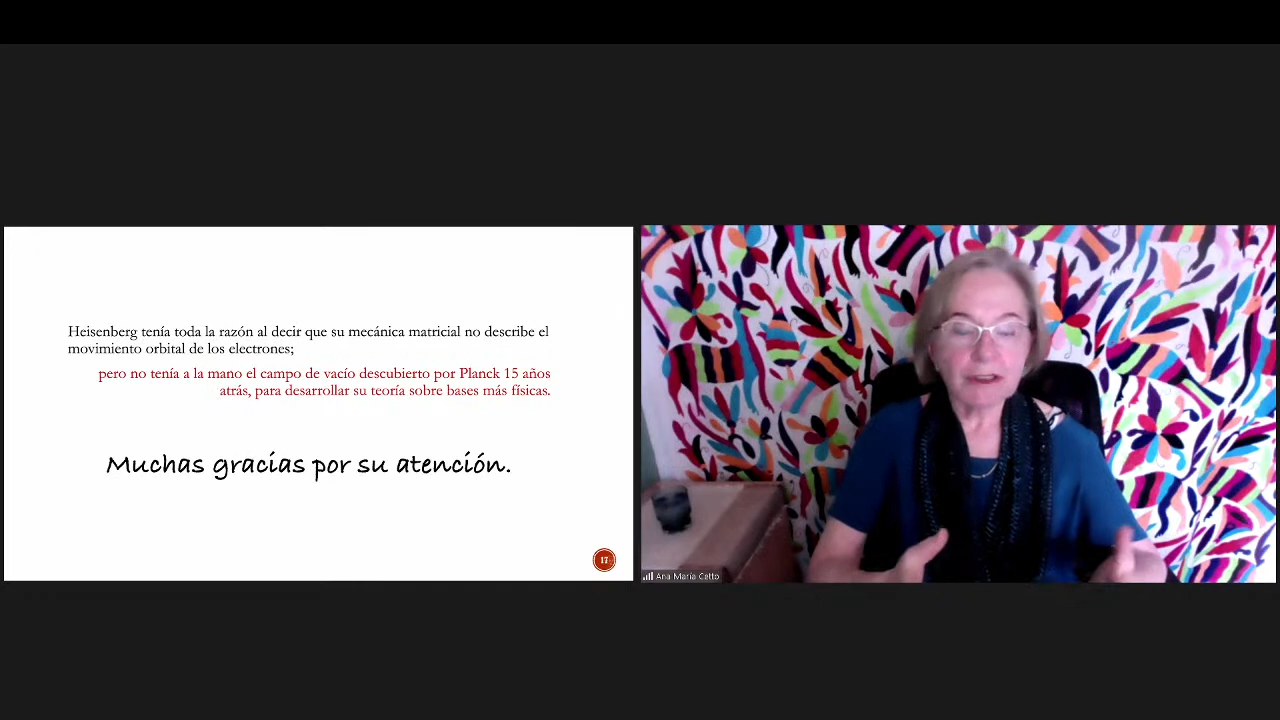 Heisenberg tenía toda la razón al decir que su mecánica matricial no describe el
movimiento orbital de los electrones;
pero no tenía a la mano el campo de vacío descubierto por Planck 15 años
atrás, para desarrollar su teoría sobre bases más físicas.
Muchas gracias por su atención.
17
Ana María Cetto